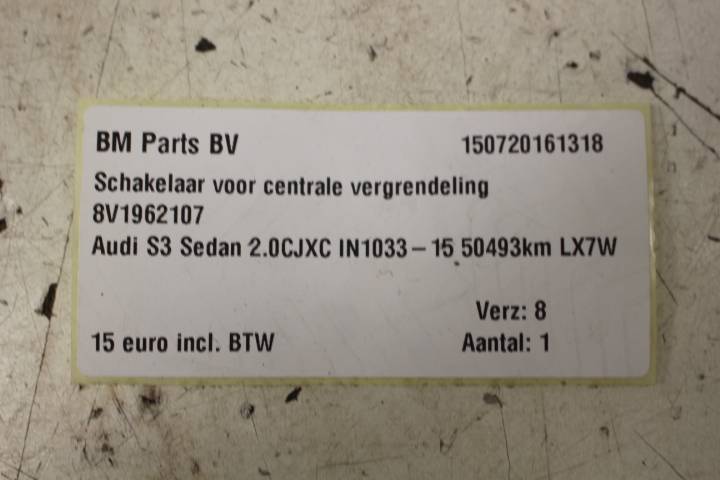 BM Parts BV 150720161318
Schakelaar voor centrale vergrendeling
8V1962107
Audi S3 Sedan 2.0CJXC IN1033-15 50493km LX7W
Verz: 8
15 euro incl. BTW Aantal: 1